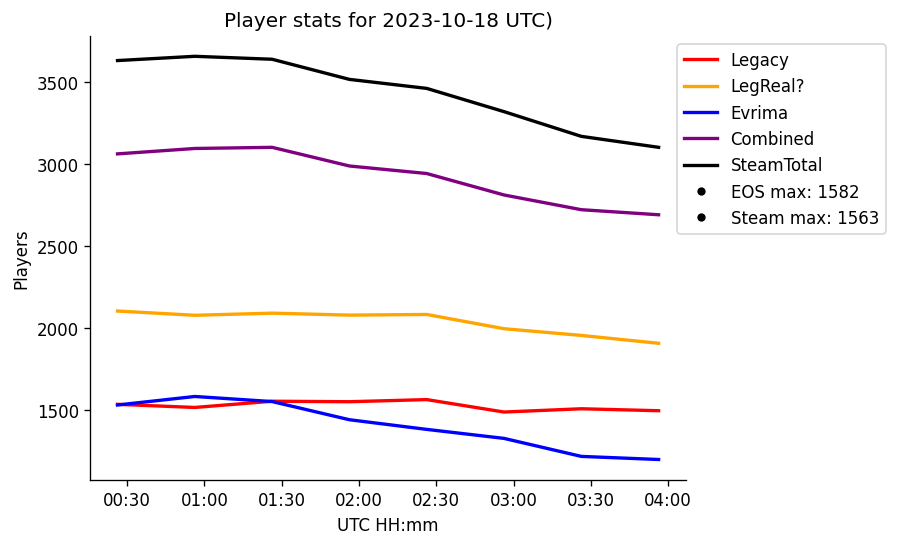 Player stats for 2023-10-18 UTC)
Legacy
LegReal?
Evrima
Combined
SteamTotal
EOS max: 1582
Steam max: 1563
Players
3500
3000
2500
2000
1500
00:30 01:00 01:30 02:00 02:30 03:00 03:30 04:00
UTC HH:mm